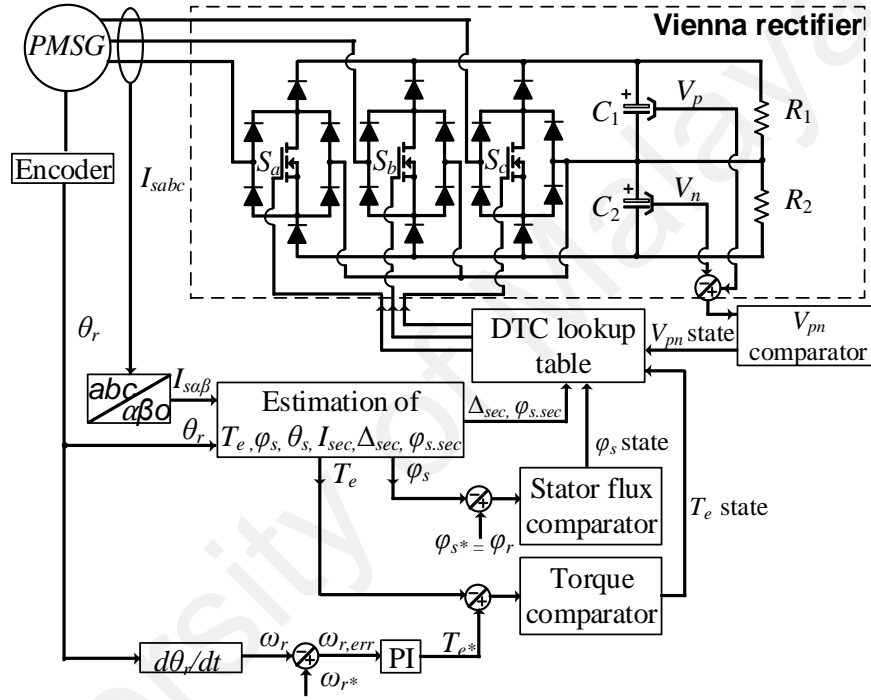 Vienna rectifier
PMSG
Encoder
I_sabc
S_a
S_b
S_c
C_1
V_p
R_1
C_2
V_n
R_2
θ_r
DTC lookup
table
V_pn state
V_pn
comparator
abc
αβo
I_sαβ
θ_r
Estimation of
T_e ,φ_s, θ_s, I_sec,Δ_sec, φ_s.sec
Δ_sec, φ_s.sec
T_e
φ_s
φ_s state
T_e state
φ_s* = φ_r
Stator flux
comparator
Torque
comparator
dθ_r/dt
ω_r
ω_r,err
ω_r*
PI
T_e*
University of Malaya